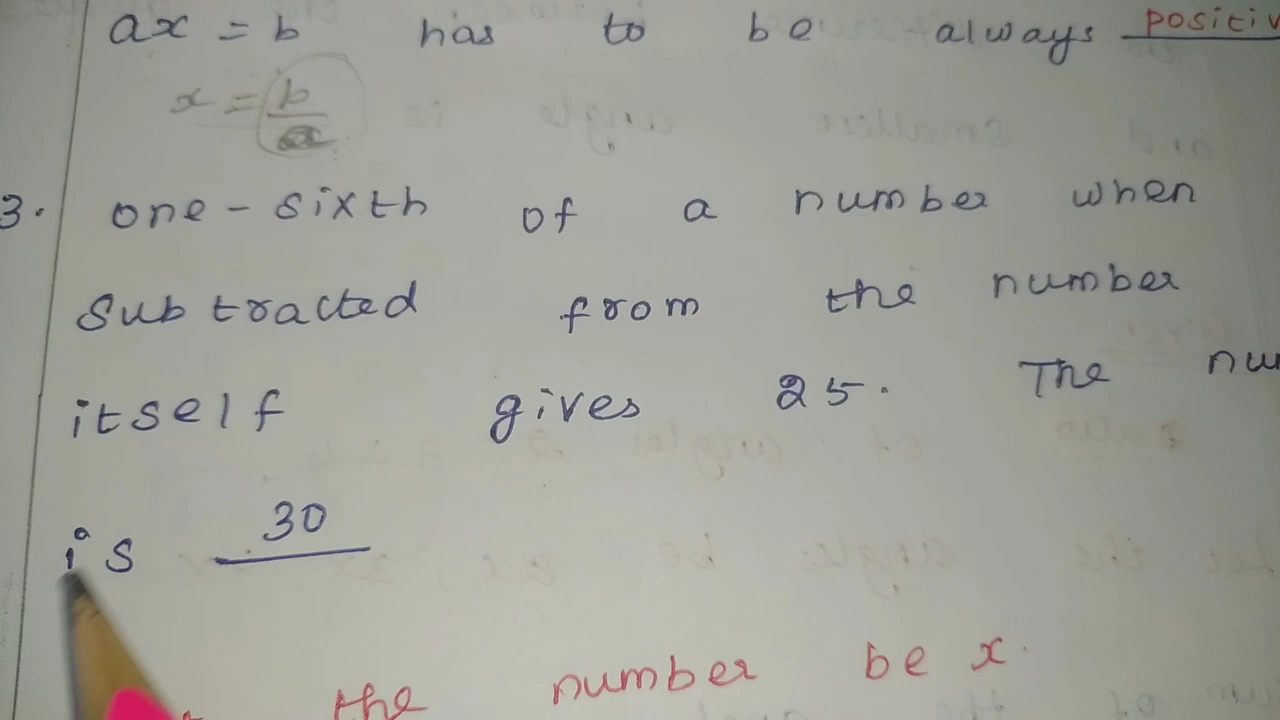 ax = b has to be always positiv
x = b/a
3. one-sixth of a number when
subtracted from the number
itself gives 25. The nu
is 30
the number be x.